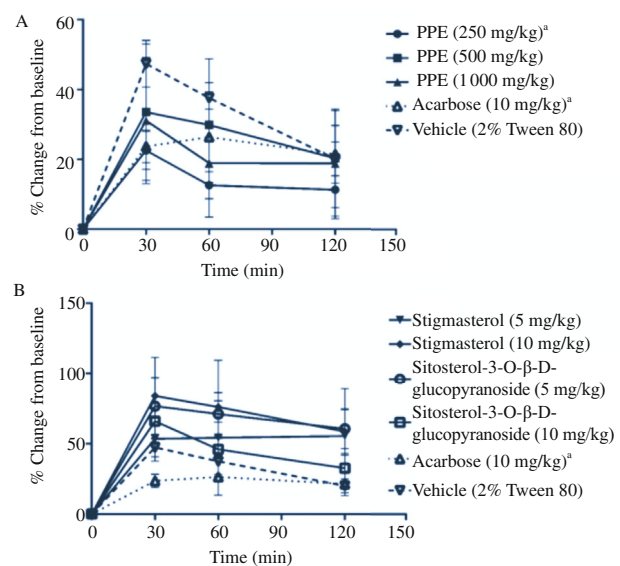 A
60
40
20
0
% Change from baseline
0 30 60 90 120 150
Time (min)
PPE (250 mg/kg)ᵃ
PPE (500 mg/kg)
PPE (1 000 mg/kg)
Acarbose (10 mg/kg)ᵃ
Vehicle (2% Tween 80)
B
150
100
50
0
% Change from baseline
0 30 60 90 120 150
Time (min)
Stigmasterol (5 mg/kg)
Stigmasterol (10 mg/kg)
Sitosterol-3-O-β-D-
glucopyranoside (5 mg/kg)
Sitosterol-3-O-β-D-
glucopyranoside (10 mg/kg)
Acarbose (10 mg/kg)ᵃ
Vehicle (2% Tween 80)